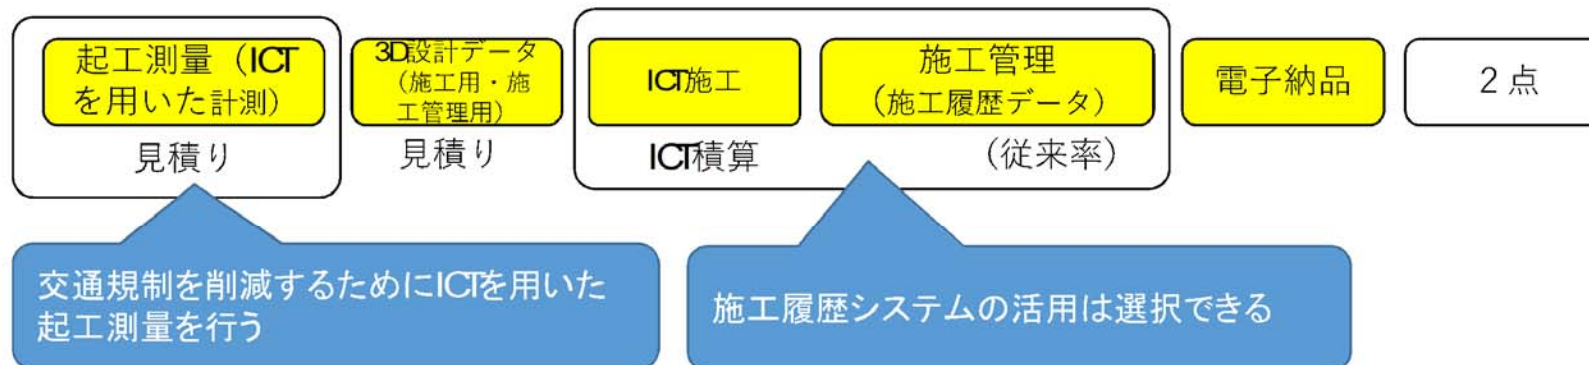 起工測量（ICT
を用いた計測）
見積り
3D設計データ
（施工用・施
工管理用）
見積り
ICT施工
ICT積算
施工管理
（施工履歴データ）
（従来率）
電子納品
２点
交通規制を削減するためにICTを用いた
起工測量を行う
施工履歴システムの活用は選択できる